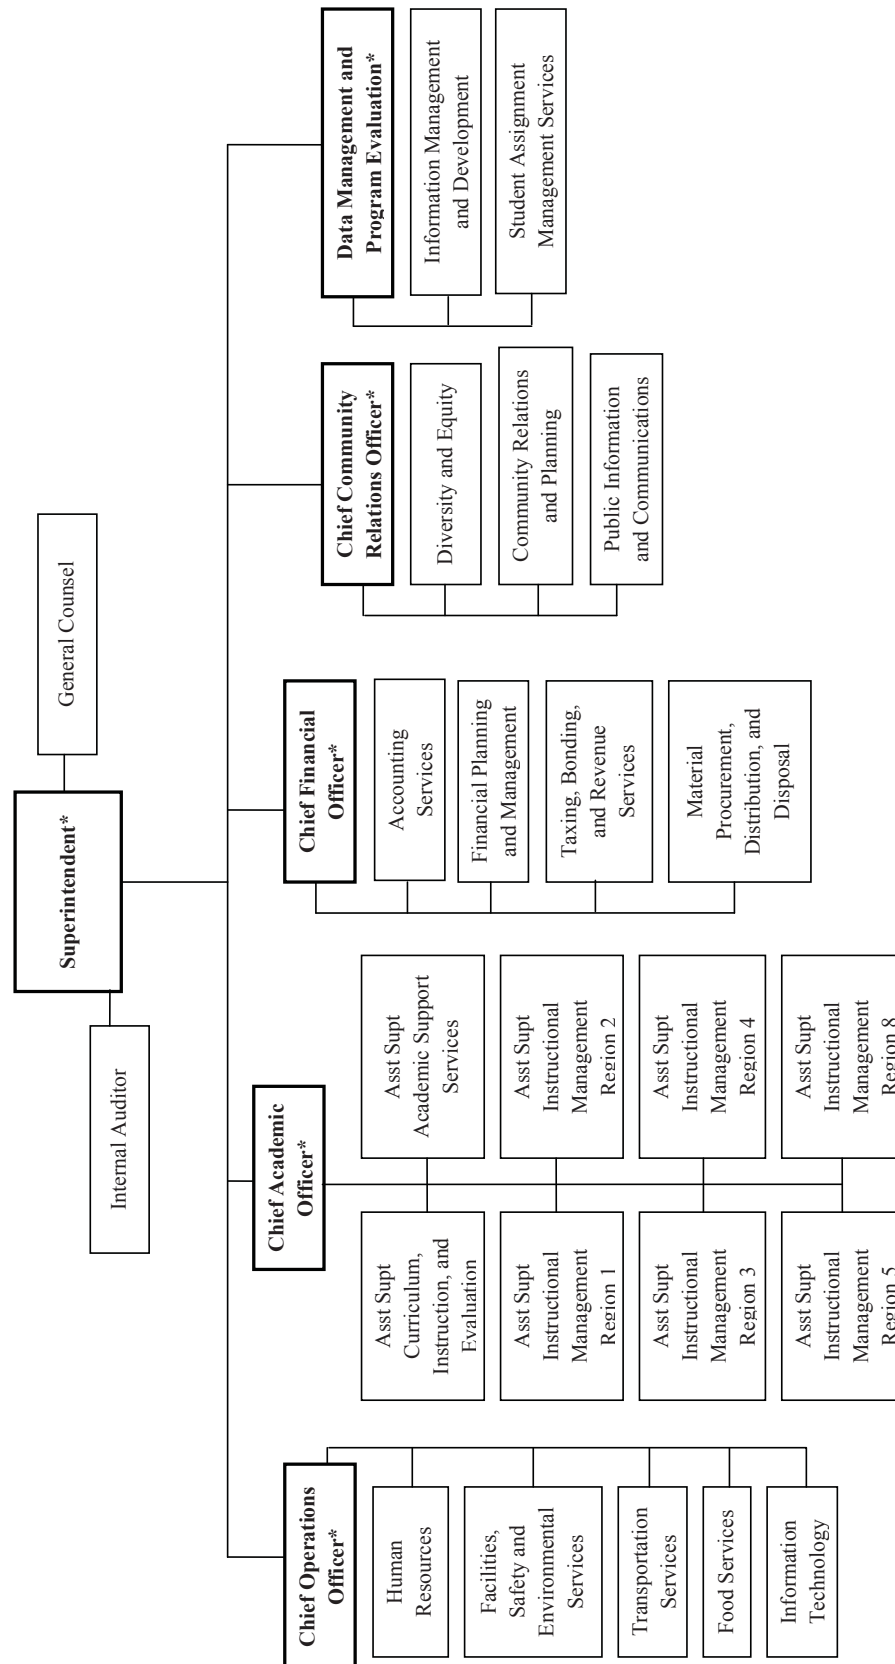 Superintendent*
General Counsel
Internal Auditor
Chief Operations
Officer*
Human
Resources
Facilities,
Safety and
Environmental
Services
Transportation
Services
Food Services
Information
Technology
Chief Academic
Officer*
Asst Supt
Curriculum,
Instruction, and
Evaluation
Asst Supt
Academic Support
Services
Asst Supt
Instructional
Management
Region 1
Asst Supt
Instructional
Management
Region 2
Asst Supt
Instructional
Management
Region 3
Asst Supt
Instructional
Management
Region 4
Asst Supt
Instructional
Management
Region 5
Asst Supt
Instructional
Management
Region 8
Chief Financial
Officer*
Accounting
Services
Financial Planning
and Management
Taxing, Bonding,
and Revenue
Services
Material
Procurement,
Distribution, and
Disposal
Chief Community
Relations Officer*
Diversity and Equity
Community Relations
and Planning
Public Information
and Communications
Data Management and
Program Evaluation*
Information Management
and Development
Student Assignment
Management Services